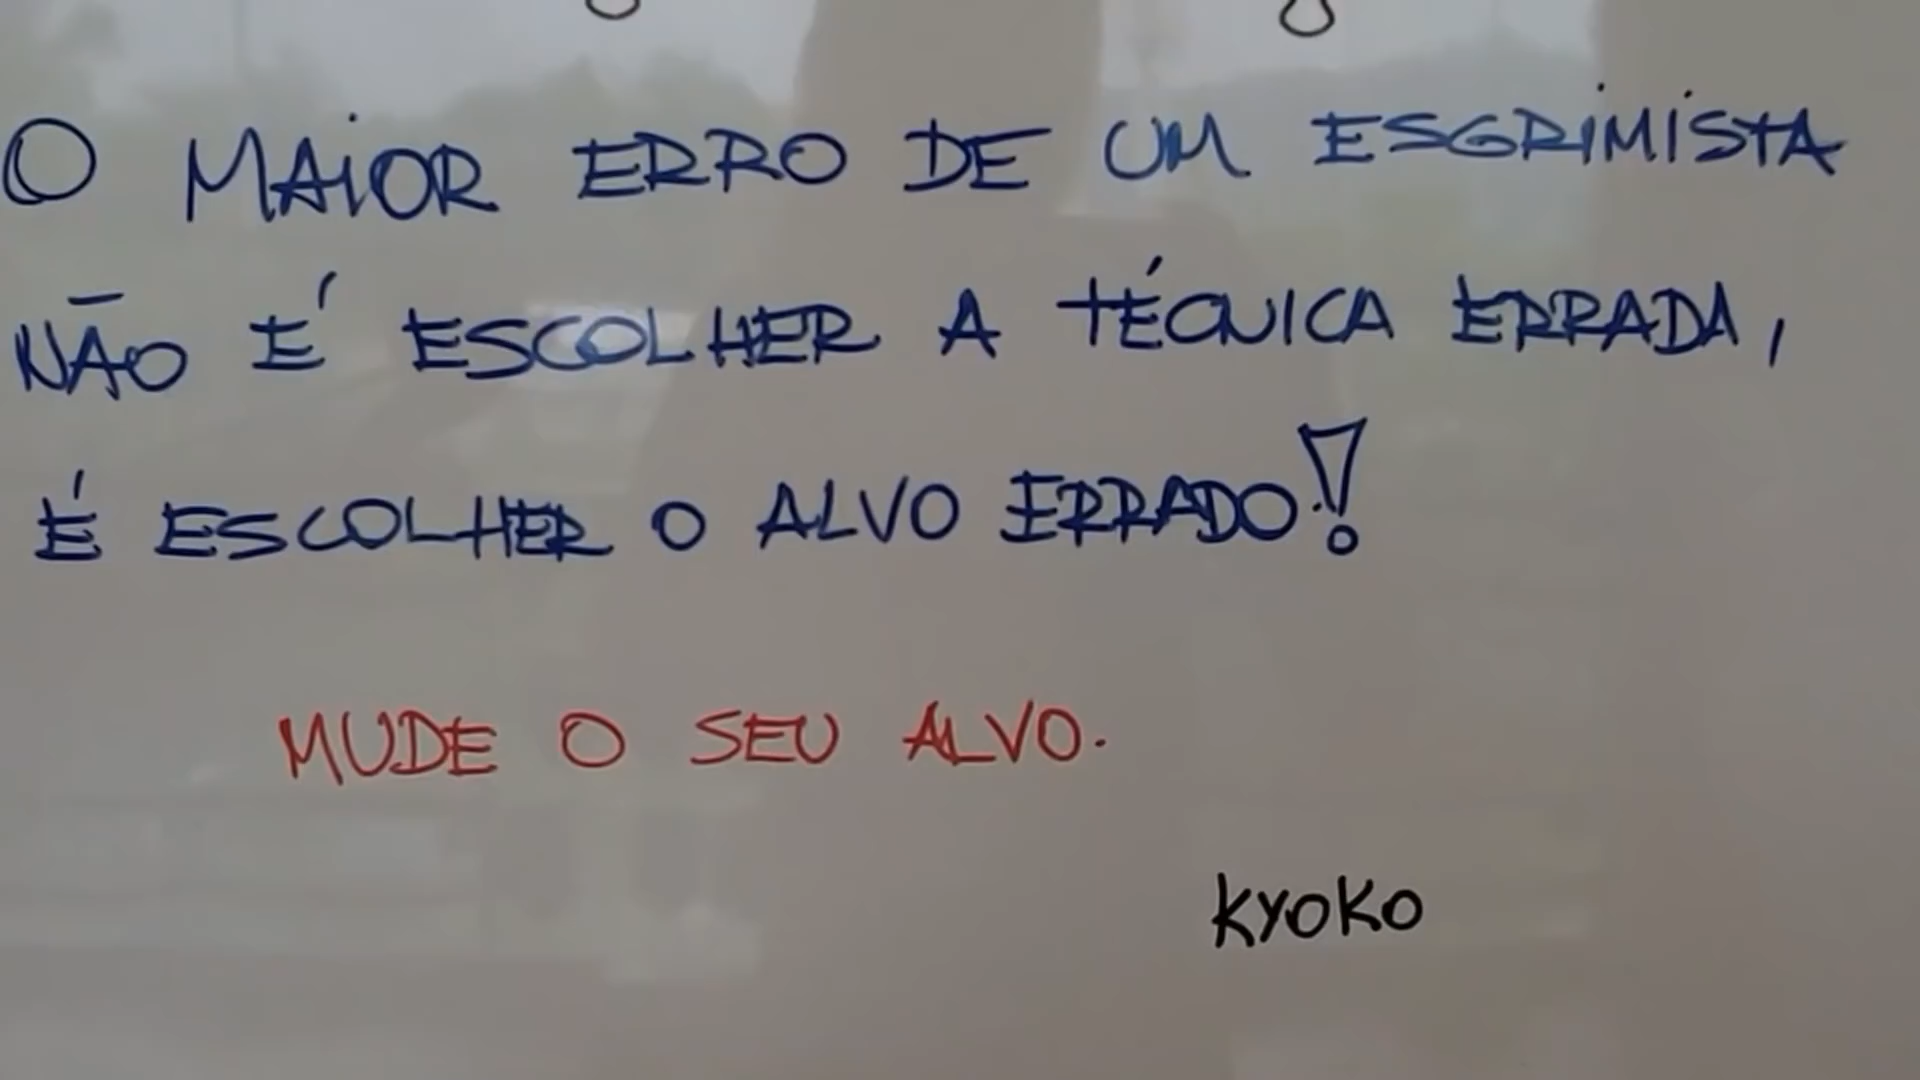 O MAIOR ERRO DE UM ESGRIMISTA
NÃO É ESCOLHER A TÉCNICA ERRADA,
É ESCOLHER O ALVO ERRADO!
MUDE O SEU ALVO.
KYOKO